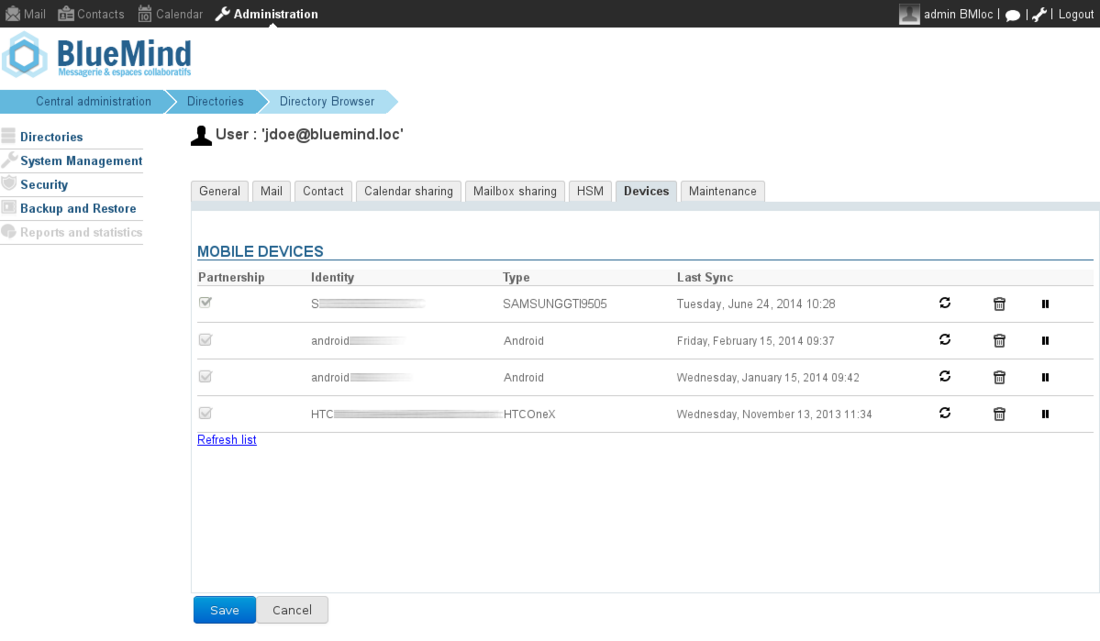 Mail Contacts Calendar Administration admin BMloc | | | Logout
BlueMind
Messagerie & espaces collaboratifs
Central administration Directories Directory Browser
Directories
System Management
Security
Backup and Restore
Reports and statistics
User : 'jdoe@bluemind.loc'
General Mail Contact Calendar sharing Mailbox sharing HSM Devices Maintenance
MOBILE DEVICES
Partnership Identity Type Last Sync
S SAMSUNGGTI9505 Tuesday, June 24, 2014 10:28
android Android Friday, February 15, 2014 09:37
android Android Wednesday, January 15, 2014 09:42
HTC HTCOneX Wednesday, November 13, 2013 11:34
Refresh list
Save Cancel